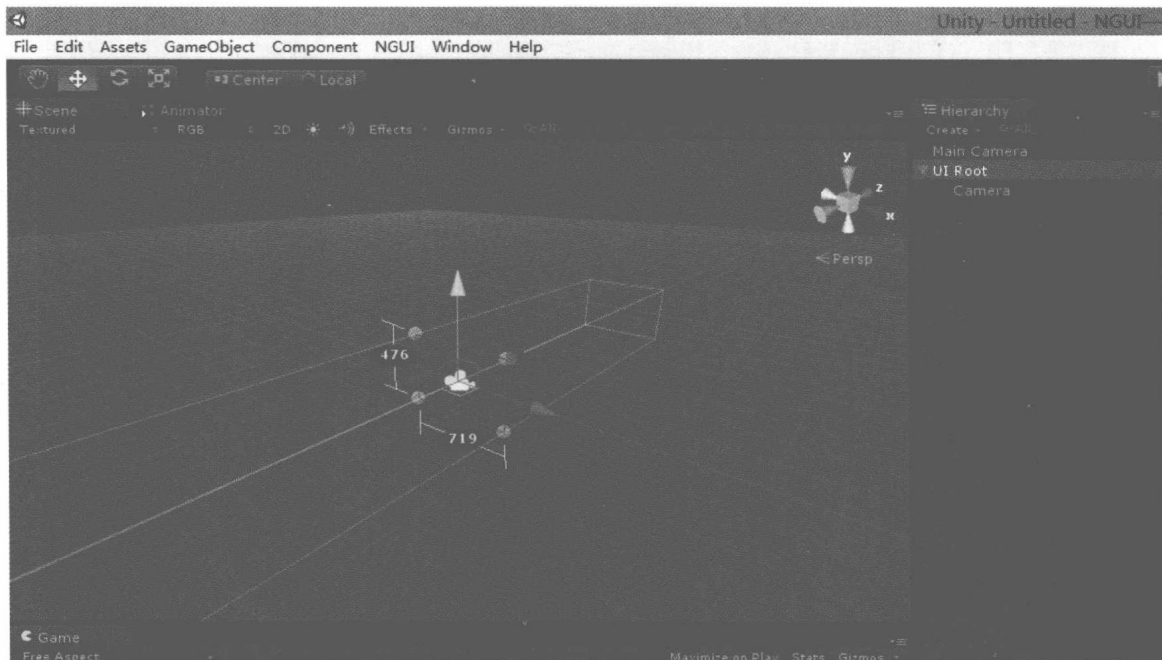 Unity - Untitled - NGUI—
File Edit Assets GameObject Component NGUI Window Help
Center Local
Scene Animator
Textured RGB 2D Effects Gizmos All
y
z
x
Persp
476
719
Hierarchy
Create All
Main Camera
UI Root
Camera
Game
Free Aspect Maximize on Play Stats Gizmos